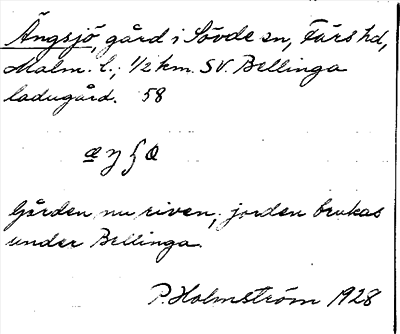 Ängsjö, gård i Sövde sn, Färs hd,
Malm. l.; 1/2 km. SV. Bellinga
ladugård. 58
Gården nu riven; jorden brukas
under Bellinga.
P. Holmström 1928